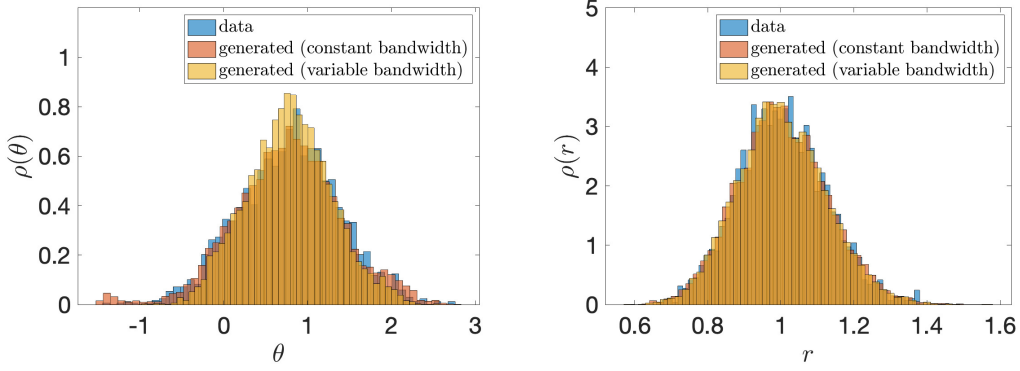 data
generated (constant bandwidth)
generated (variable bandwidth)
1
0.8
0.6
0.4
0.2
0
ρ(θ)
-1 0 1 2 3
θ
data
generated (constant bandwidth)
generated (variable bandwidth)
5
4
3
2
1
0
ρ(r)
0.6 0.8 1 1.2 1.4 1.6
r